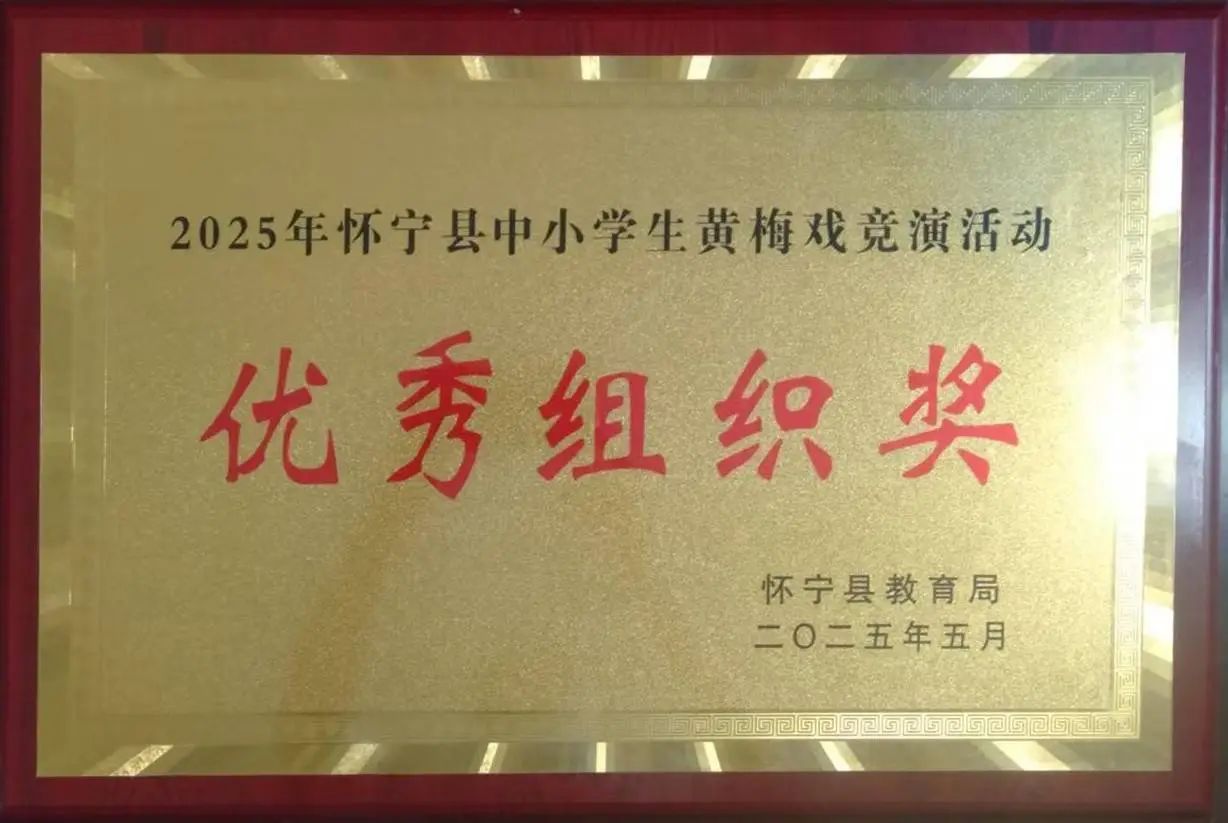 2025年怀宁县中小学生黄梅戏竞演活动
优秀组织奖
怀宁县教育局
二〇二五年五月